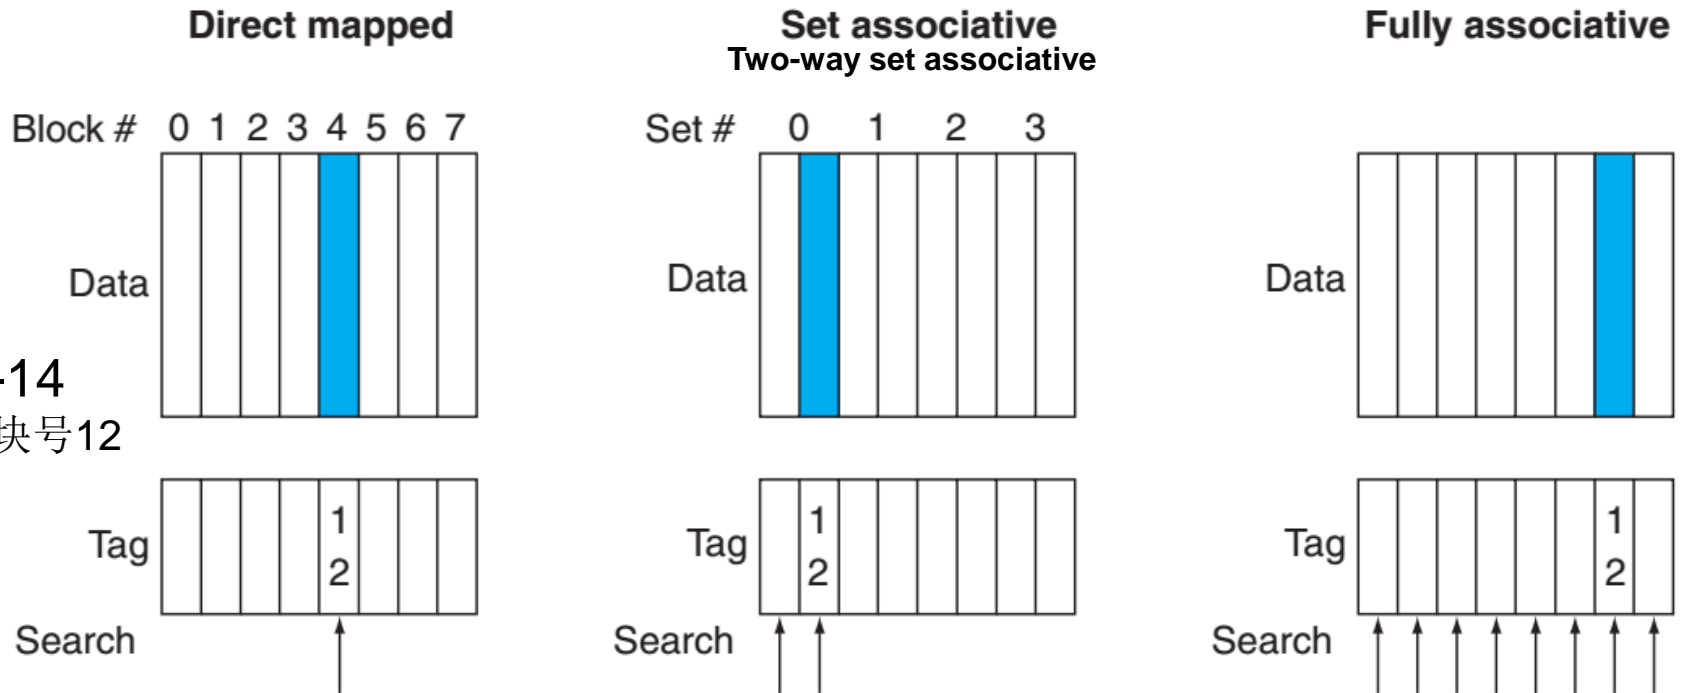 Direct mapped
Set associative
Two-way set associative
Fully associative
Block # 0 1 2 3 4 5 6 7
Set # 0 1 2 3
Data
Data
Data
-14
块号12
Tag
1
2
Tag
1
2
Tag
1
2
Search
Search
Search